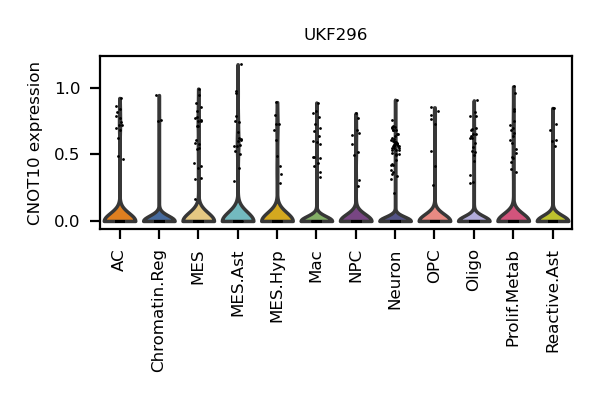 UKF296
CNOT10 expression
1.0
0.5
0.0
AC
Chromatin.Reg
MES
MES.Ast
MES.Hyp
Mac
NPC
Neuron
OPC
Oligo
Prolif.Metab
Reactive.Ast